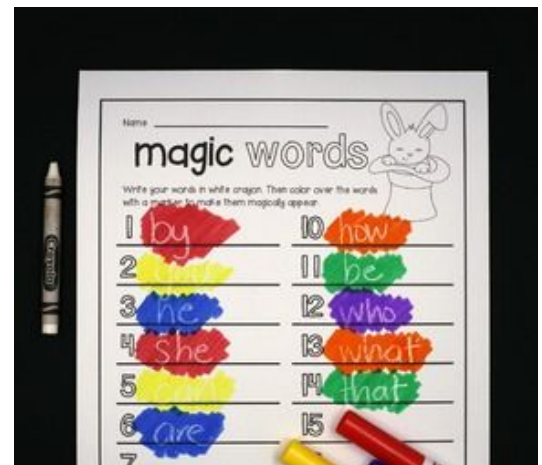 Name
magic words
Write your words in white crayon. Then color over the words
with a marker to make them magically appear.
1 by
2
3 he
4 she
5
6 are
7
10 how
11 be
12 who
13 what
14 that
15
Crayola